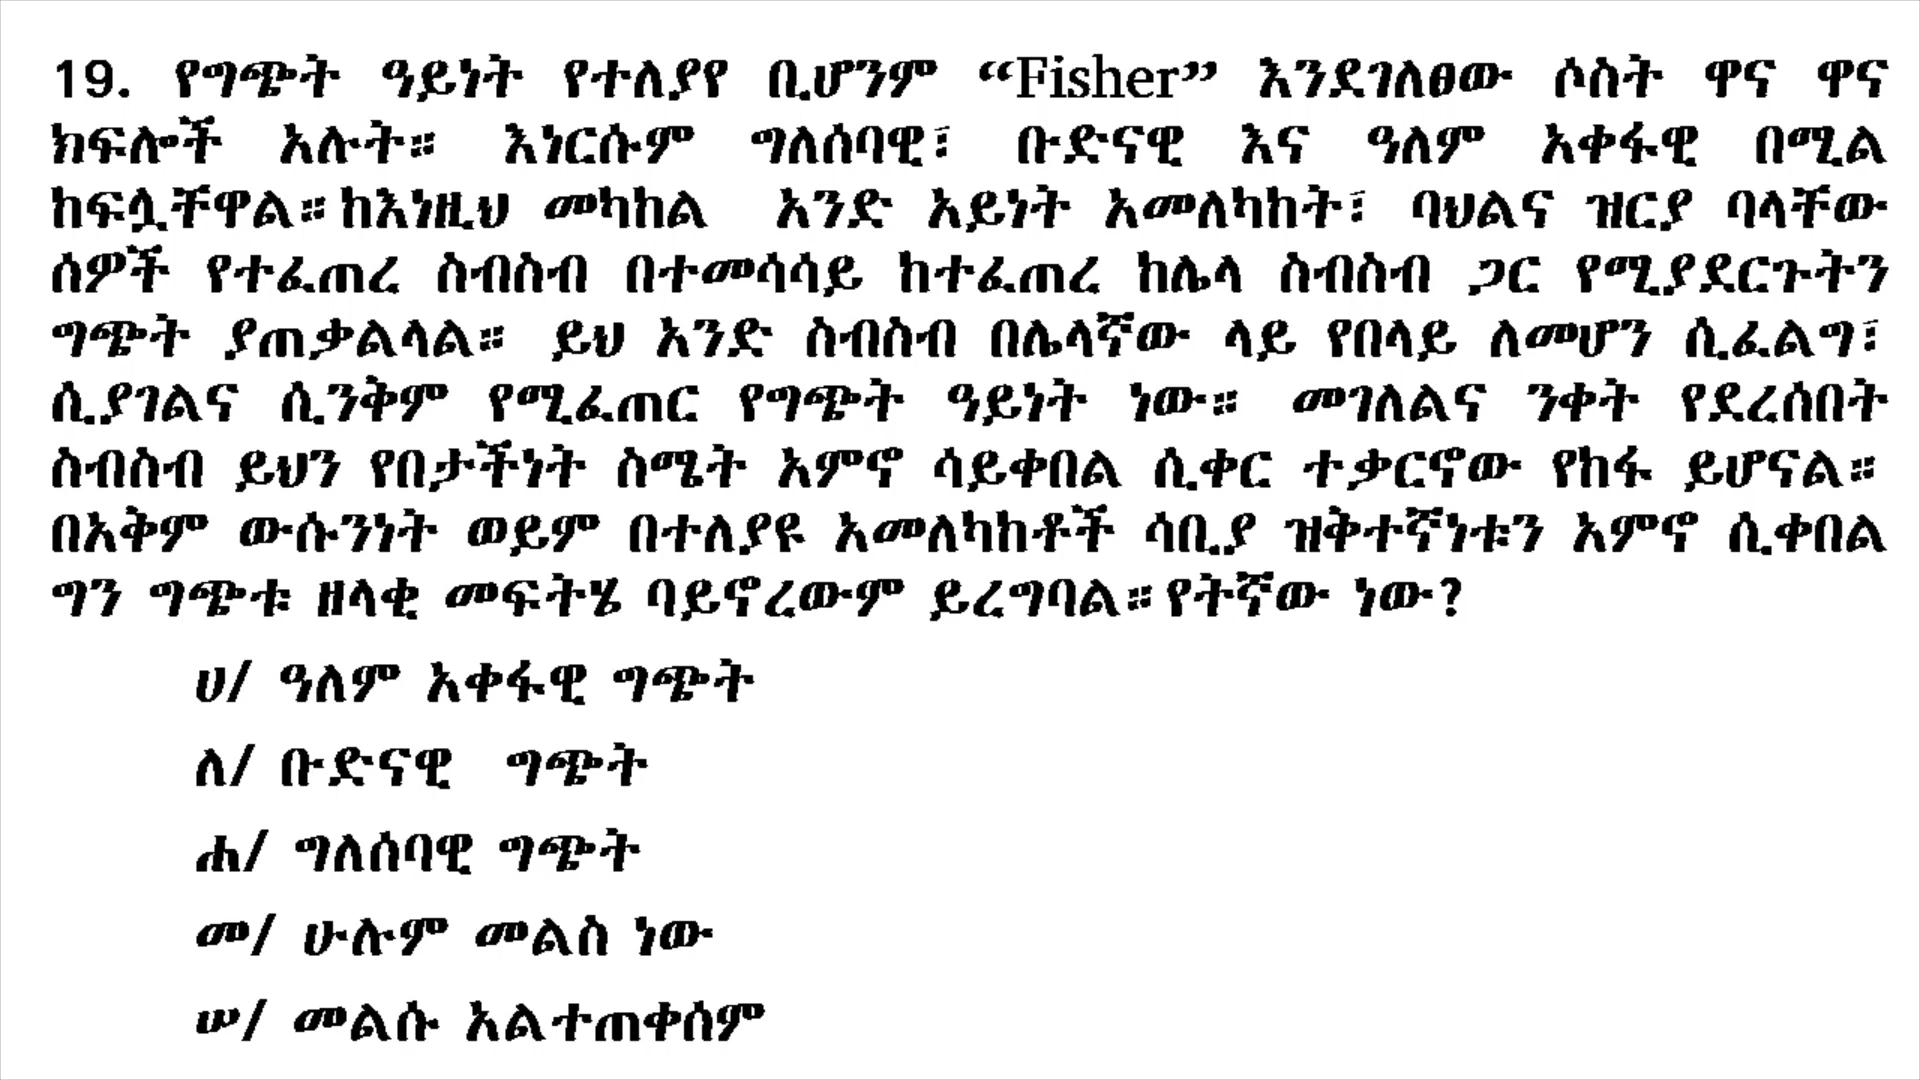 19. የግጭት ዓይነት የተለያየ ቢሆንም “Fisher” እንደገለፀው ሶስት ዋና ዋና
ክፍሎች አሉት። እነርሱም ግለሰባዊ፣ ቡድናዊ እና ዓለም አቀፋዊ በሚል
ከፍሏቸዋል። ከእነዚህ መካከል አንድ አይነት አመለካከት፣ ባህልና ዝርያ ባላቸው
ሰዎች የተፈጠረ ስብስብ በተመሳሳይ ከተፈጠረ ከሌላ ስብስብ ጋር የሚያደርጉትን
ግጭት ያጠቃልላል። ይህ አንድ ስብስብ በሌላኛው ላይ የበላይ ለመሆን ሲፈልግ፣
ሲያገልና ሲንቅም የሚፈጠር የግጭት ዓይነት ነው። መገለልና ንቀት የደረሰበት
ስብስብ ይህን የበታችነት ስሜት አምኖ ሳይቀበል ሲቀር ተቃርኖው የከፋ ይሆናል።
በአቅም ውሱንነት ወይም በተለያዩ አመለካከቶች ሳቢያ ዝቅተኛነቱን አምኖ ሲቀበል
ግን ግጭቱ ዘላቂ መፍትሄ ባይኖረውም ይረግባል። የትኛው ነው?
ሀ/ ዓለም አቀፋዊ ግጭት
ለ/ ቡድናዊ ግጭት
ሐ/ ግለሰባዊ ግጭት
መ/ ሁሉም መልስ ነው
ሠ/ መልሱ አልተጠቀሰም